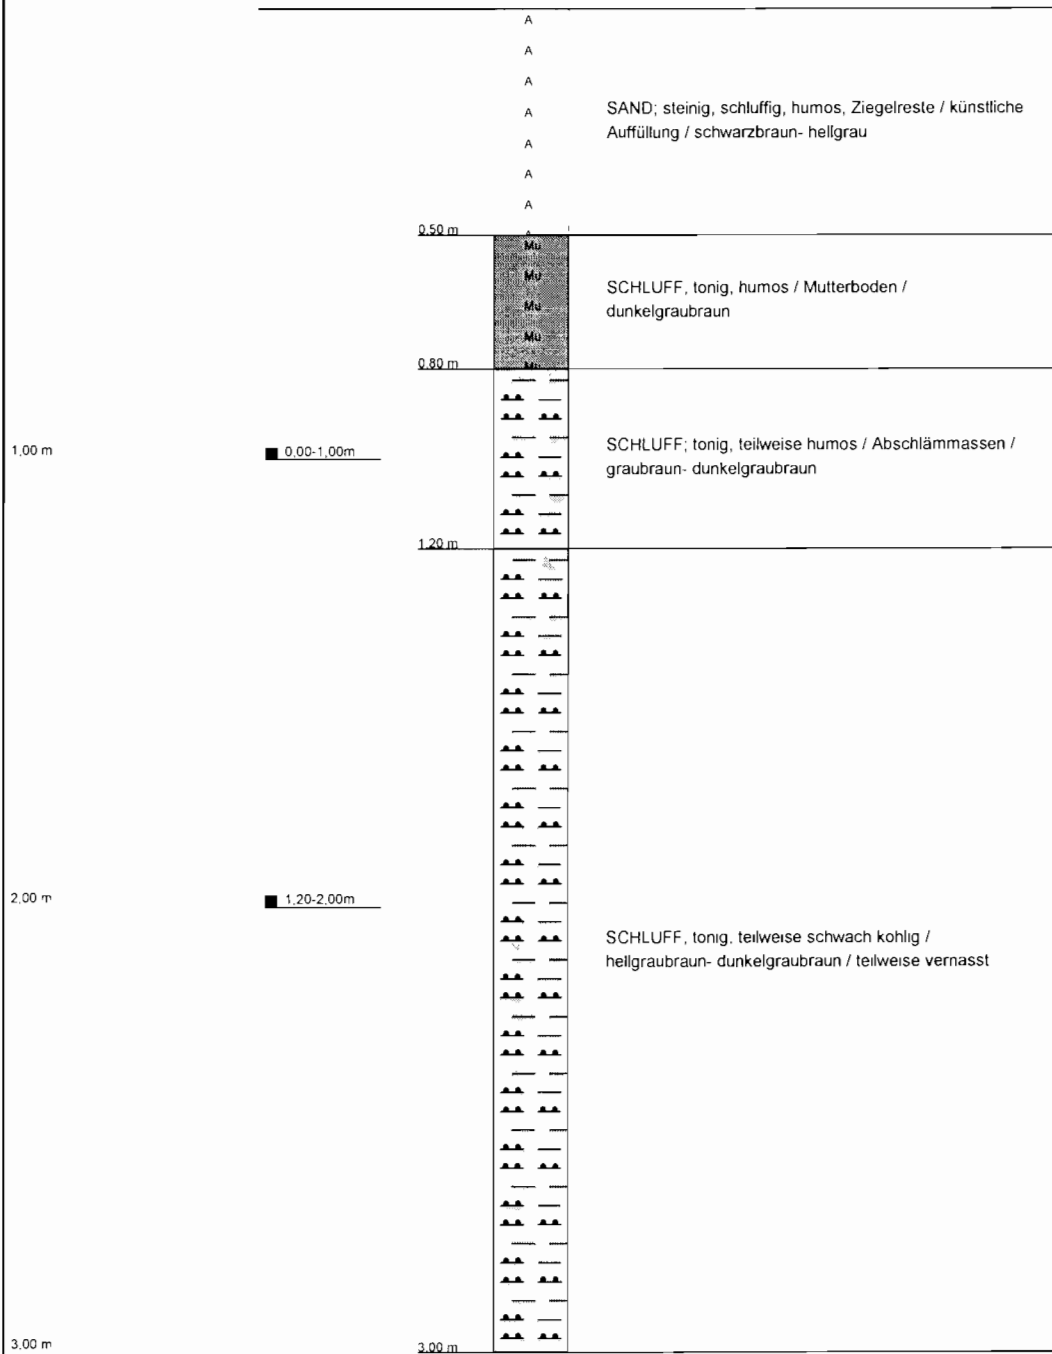 A
A
A
A
SAND; steinig, schluffig, humos, Ziegelreste / künstliche
Auffüllung / schwarzbraun- hellgrau
A
A
A
0.50 m
A
Mu
Mu
SCHLUFF, tonig, humos / Mutterboden /
dunkelgraubraun
Mu
Mu
0.80 m
Mu
1,00 m
0,00-1,00m
SCHLUFF; tonig, teilweise humos / Abschlämmassen /
graubraun- dunkelgraubraun
1.20 m
2,00 m
1,20-2,00m
SCHLUFF, tonig, teilweise schwach kohlig /
hellgraubraun- dunkelgraubraun / teilweise vernasst
3,00 m
3.00 m